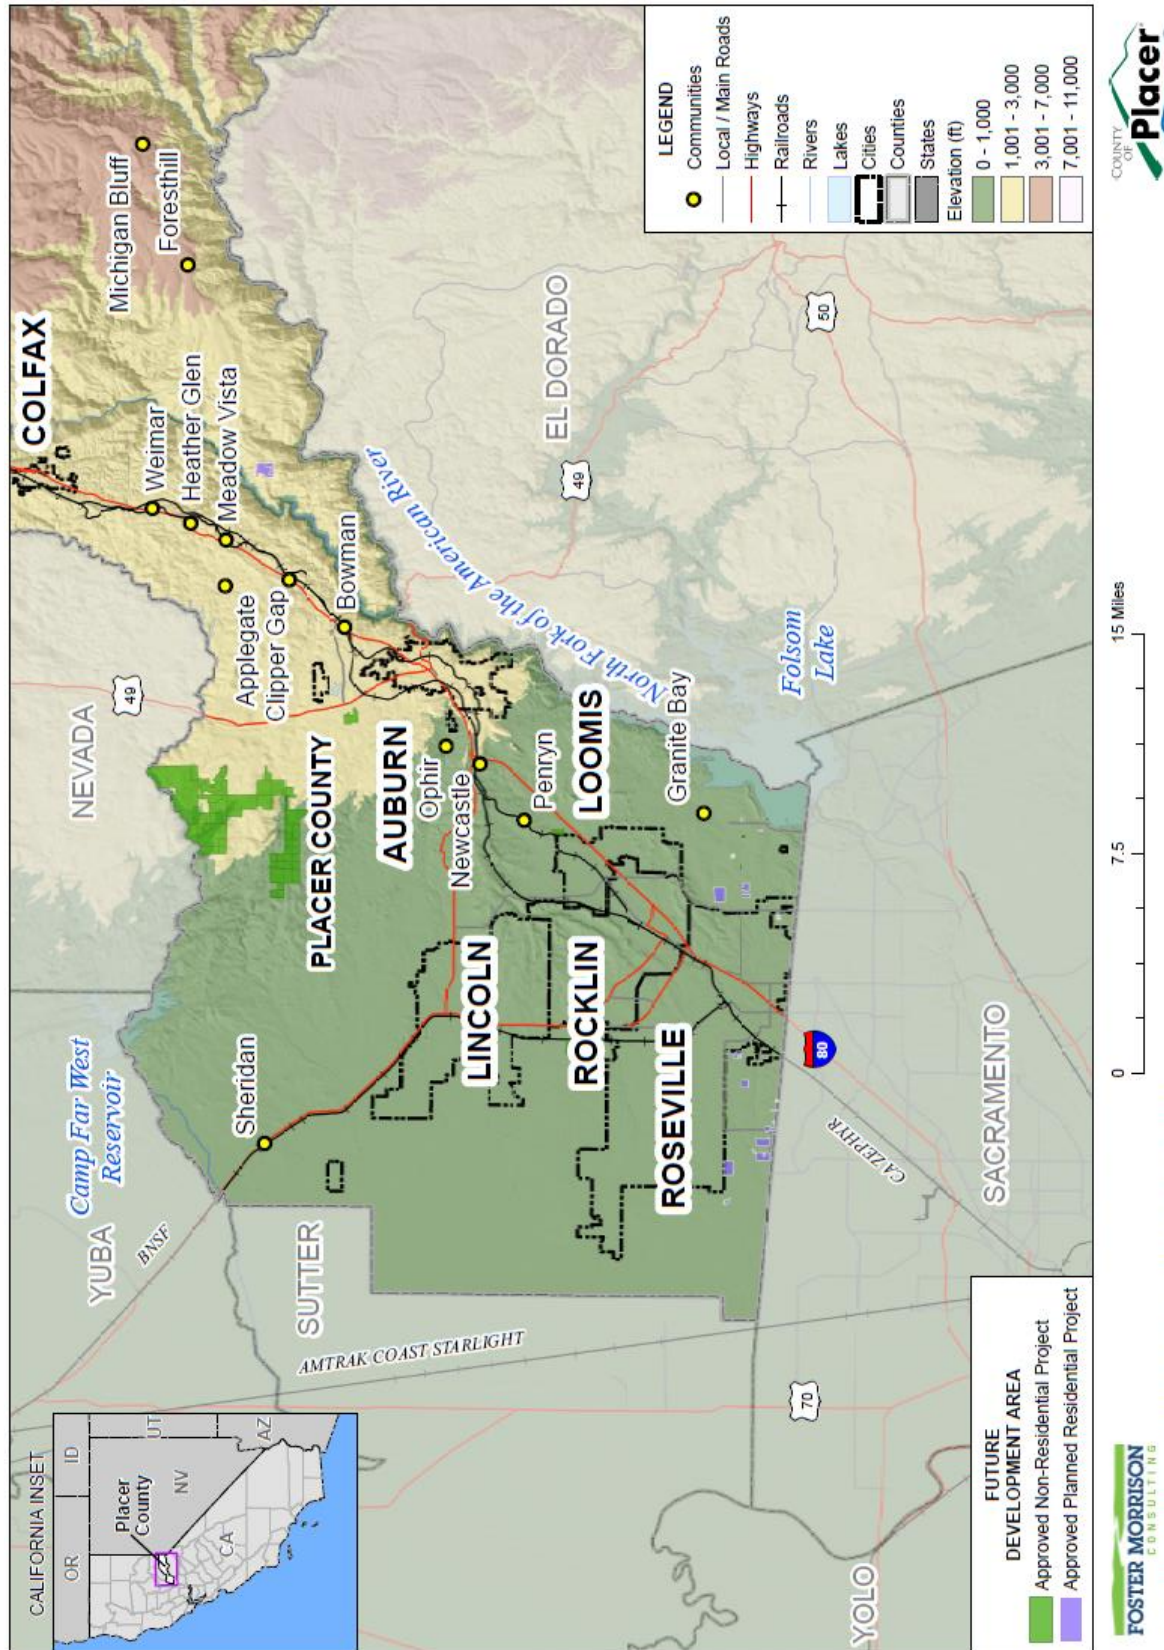 CALIFORNIA INSET
OR
ID
UT
NV
AZ
CA
Placer
County
YUBA
Camp Far West
Reservoir
NEVADA
49
COLFAX
Weimar
Heather Glen
Meadow Vista
Applegate
Clipper Gap
Bowman
Michigan Bluff
Foresthill
BNSF
Sheridan
SUTTER
PLACER COUNTY
AUBURN
Ophir
Newcastle
Penryn
LOOMIS
Granite Bay
North Fork of the American River
EL DORADO
49
50
Folsom
Lake
AMTRAK COAST STARLIGHT
LINCOLN
ROCKLIN
ROSEVILLE
80
CAZEPHYR
SACRAMENTO
70
YOLO
LEGEND
Communities
Local / Main Roads
Highways
Railroads
Rivers
Lakes
Cities
Counties
States
Elevation (ft)
0 - 1,000
1,001 - 3,000
3,001 - 7,000
7,001 - 11,000
FUTURE
DEVELOPMENT AREA
Approved Non-Residential Project
Approved Planned Residential Project
0 7.5 15 Miles
FOSTER MORRISON
CONSULTING
COUNTY
OF
Placer